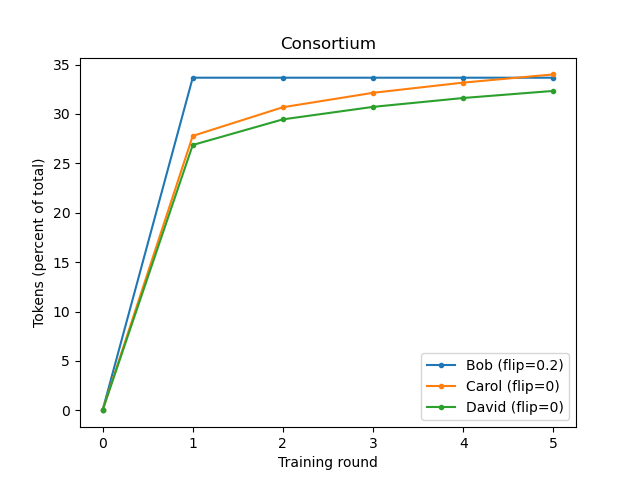 Consortium
Tokens (percent of total)
35
30
25
20
15
10
5
0
0 1 2 3 4 5
Training round
Bob (flip=0.2)
Carol (flip=0)
David (flip=0)